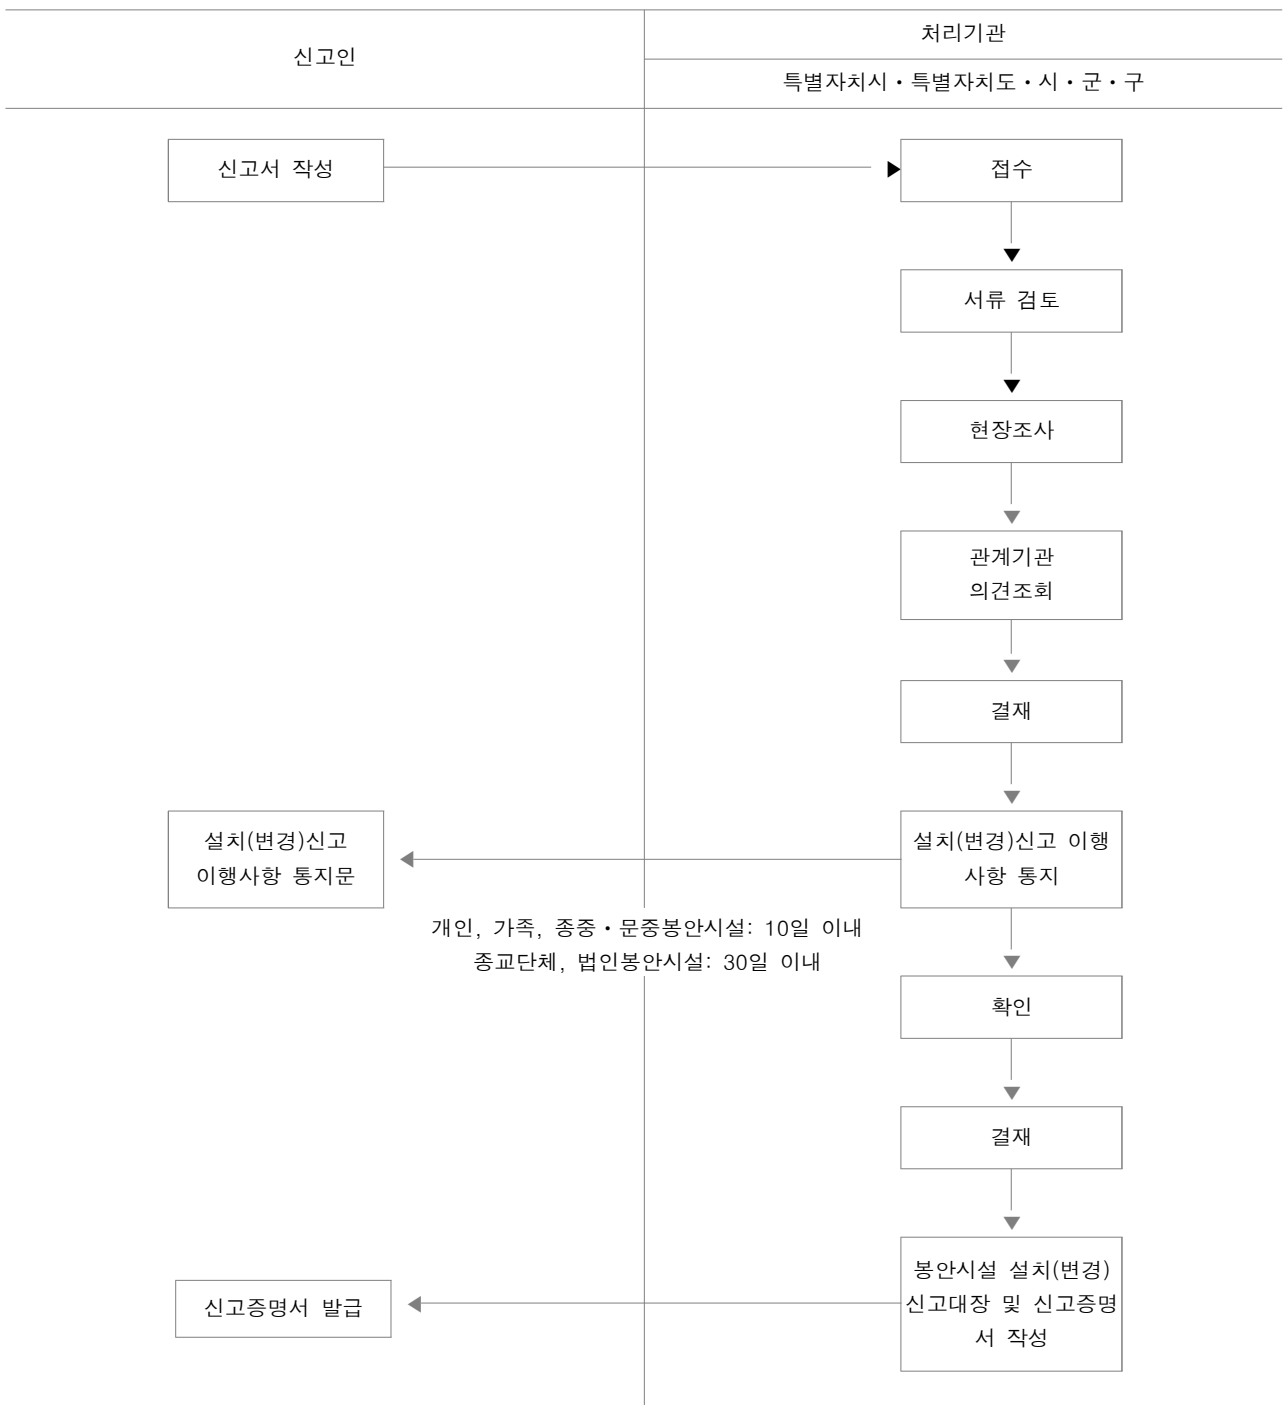 신고인
처리기관
특별자치시・특별자치도・시・군・구
신고서 작성
접수
서류 검토
현장조사
관계기관
의견조회
결재
설치(변경)신고
이행사항 통지문
설치(변경)신고 이행
사항 통지
개인, 가족, 종중・문중봉안시설: 10일 이내
종교단체, 법인봉안시설: 30일 이내
확인
결재
신고증명서 발급
봉안시설 설치(변경)
신고대장 및 신고증명
서 작성